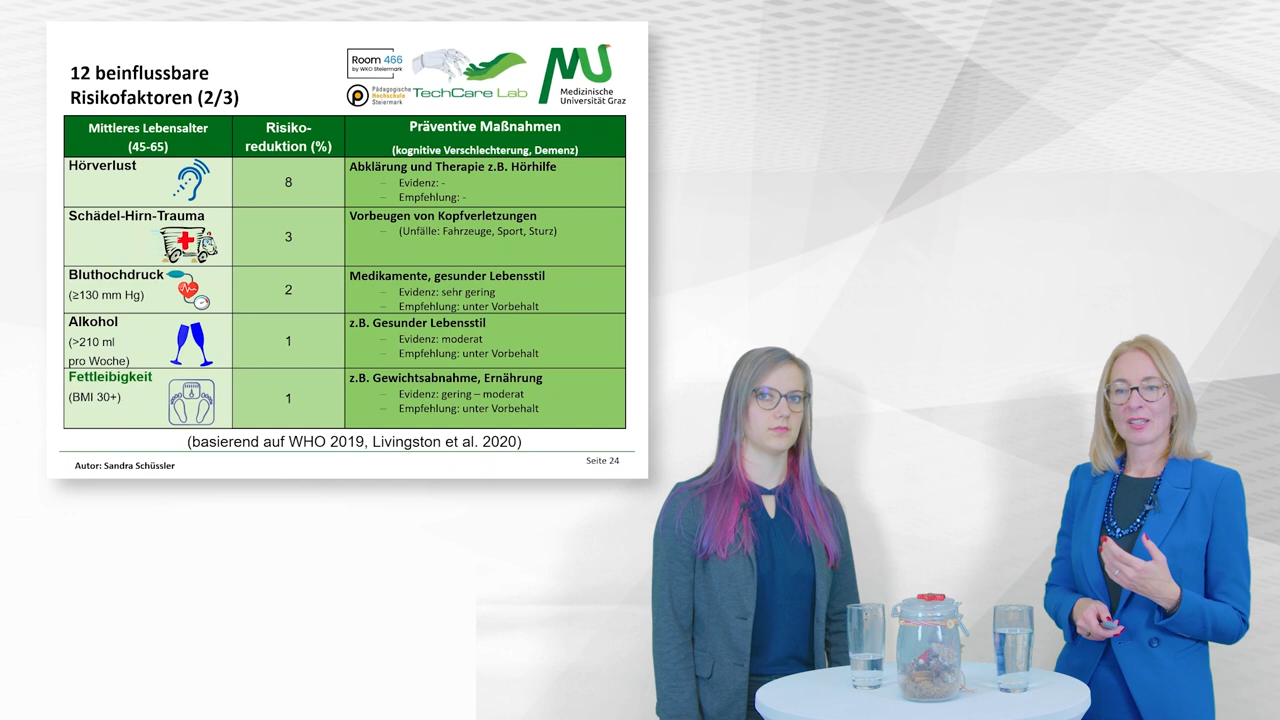 12 beinflussbare
Risikofaktoren (2/3)
Room 466
by WKO Steiermark
Pädagogische
Hochschule
Steiermark
TechCare Lab
Medizinische
Universität Graz
Mittleres Lebensalter
(45-65)
Risiko-
reduktion (%)
Präventive Maßnahmen
(kognitive Verschlechterung, Demenz)
Hörverlust
8
Abklärung und Therapie z.B. Hörhilfe
– Evidenz: -
– Empfehlung: -
Schädel-Hirn-Trauma
3
Vorbeugen von Kopfverletzungen
– (Unfälle: Fahrzeuge, Sport, Sturz)
Bluthochdruck
(≥130 mm Hg)
2
Medikamente, gesunder Lebensstil
– Evidenz: sehr gering
– Empfehlung: unter Vorbehalt
Alkohol
(>210 ml
pro Woche)
1
z.B. Gesunder Lebensstil
– Evidenz: moderat
– Empfehlung: unter Vorbehalt
Fettleibigkeit
(BMI 30+)
1
z.B. Gewichtsabnahme, Ernährung
– Evidenz: gering – moderat
– Empfehlung: unter Vorbehalt
(basierend auf WHO 2019, Livingston et al. 2020)
Autor: Sandra Schüssler
Seite 24